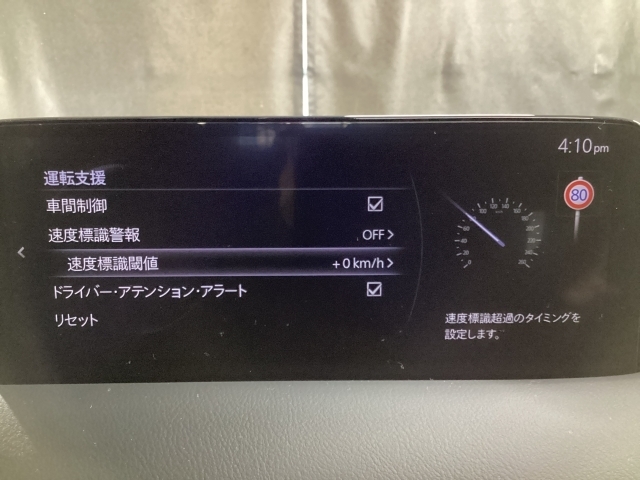 4:10pm
運転支援
車間制御
速度標識警報 OFF
速度標識閾値 +0km/h
ドライバー・アテンション・アラート
リセット
80
速度標識超過のタイミングを
設定します。